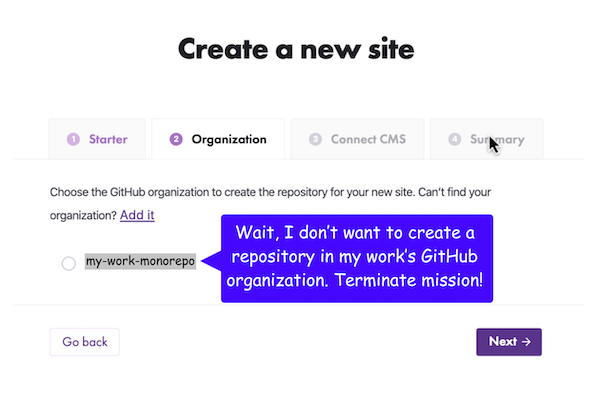 Create a new site
1 Starter
2 Organization
3 Connect CMS
4 Summary
Choose the GitHub organization to create the repository for your new site. Can't find your
organization? Add it
my-work-monorepo
Wait, I don't want to create a
repository in my work's GitHub
organization. Terminate mission!
Go back
Next →